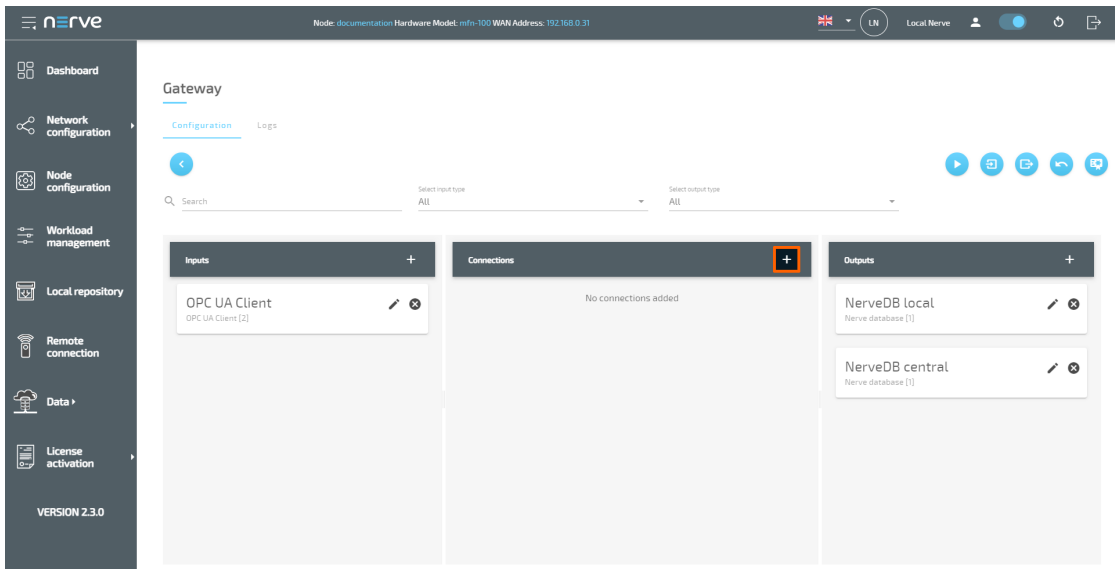 nerve
Node: documentation Hardware Model: mfn-100 WAN Address: 192.168.0.31
LN
Local Nerve
Dashboard
Network
configuration
Node
configuration
Workload
management
Local repository
Remote
connection
Data
License
activation
VERSION 2.3.0
Gateway
Configuration
Logs
Search
Select input type
All
Select output type
All
Inputs +
Connections +
Outputs +
OPC UA Client
OPC UA Client [2]
No connections added
NerveDB local
Nerve database [1]
NerveDB central
Nerve database [1]